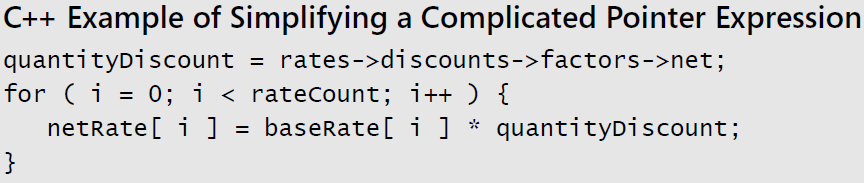 C++ Example of Simplifying a Complicated Pointer Expression
quantityDiscount = rates->discounts->factors->net;
for ( i = 0; i < rateCount; i++ ) {
   netRate[ i ] = baseRate[ i ] * quantityDiscount;
}